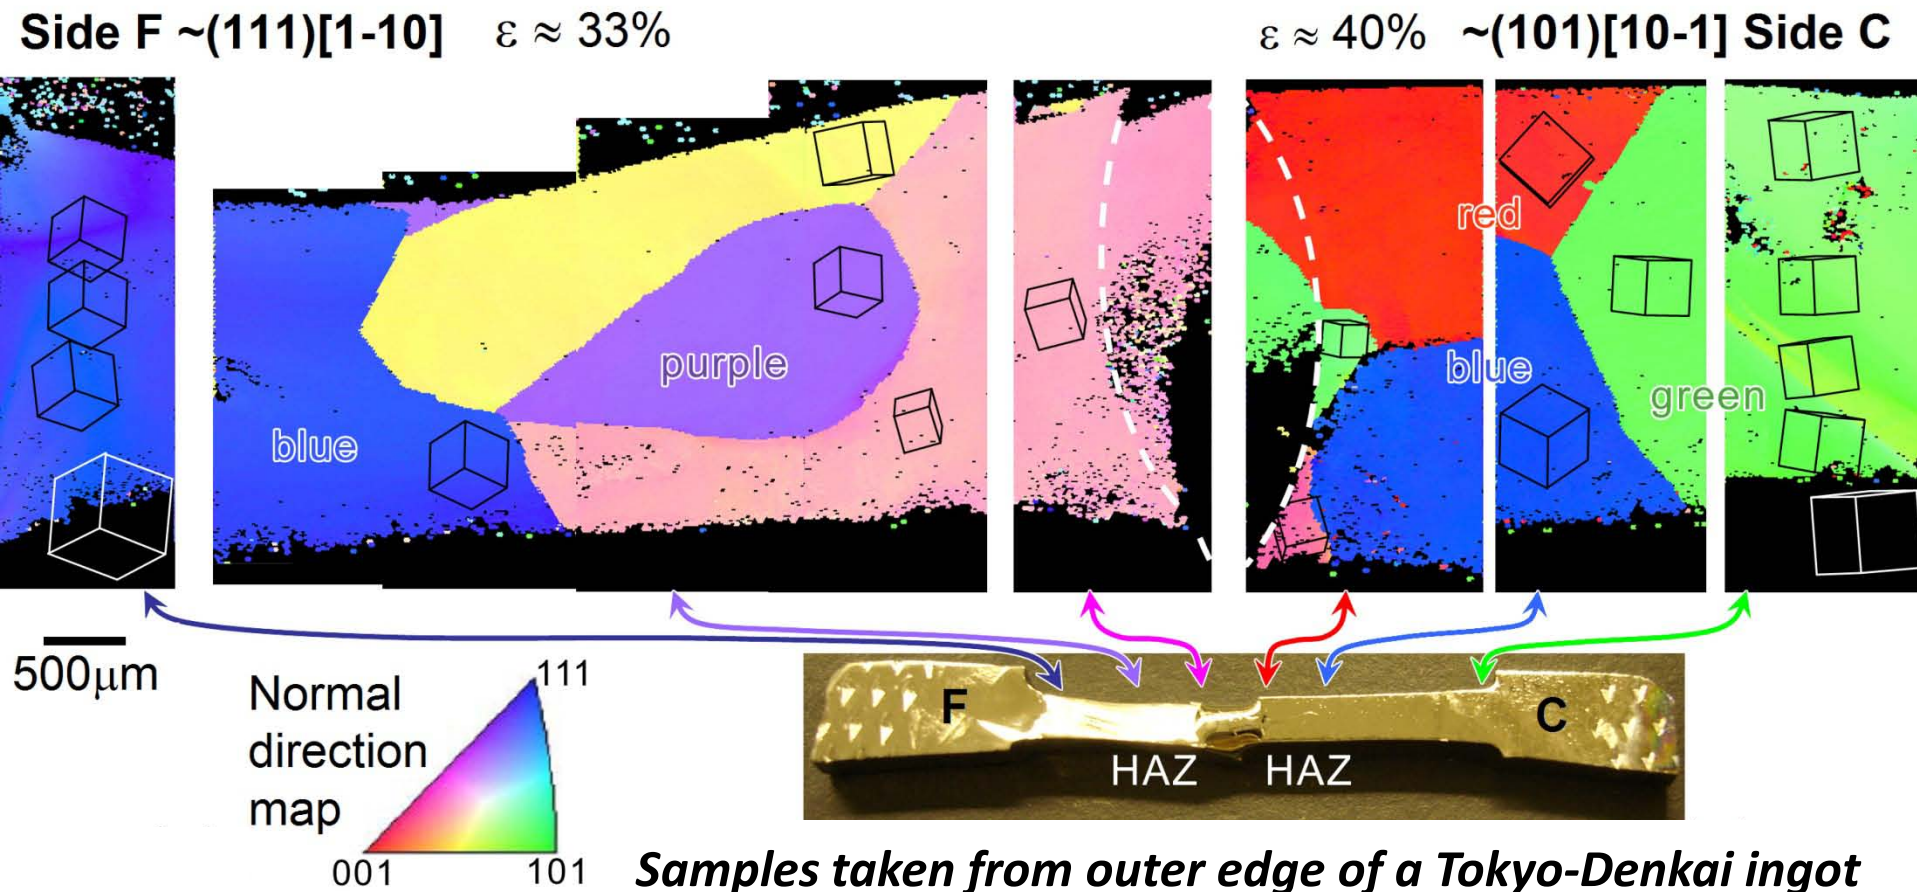 Side F ~(111)[1-10] ε ≈ 33%
ε ≈ 40% ~(101)[10-1] Side C
blue
purple
red
blue
green
500μm
Normal
direction
map
111
001
101
F
C
HAZ
HAZ
Samples taken from outer edge of a Tokyo-Denkai ingot